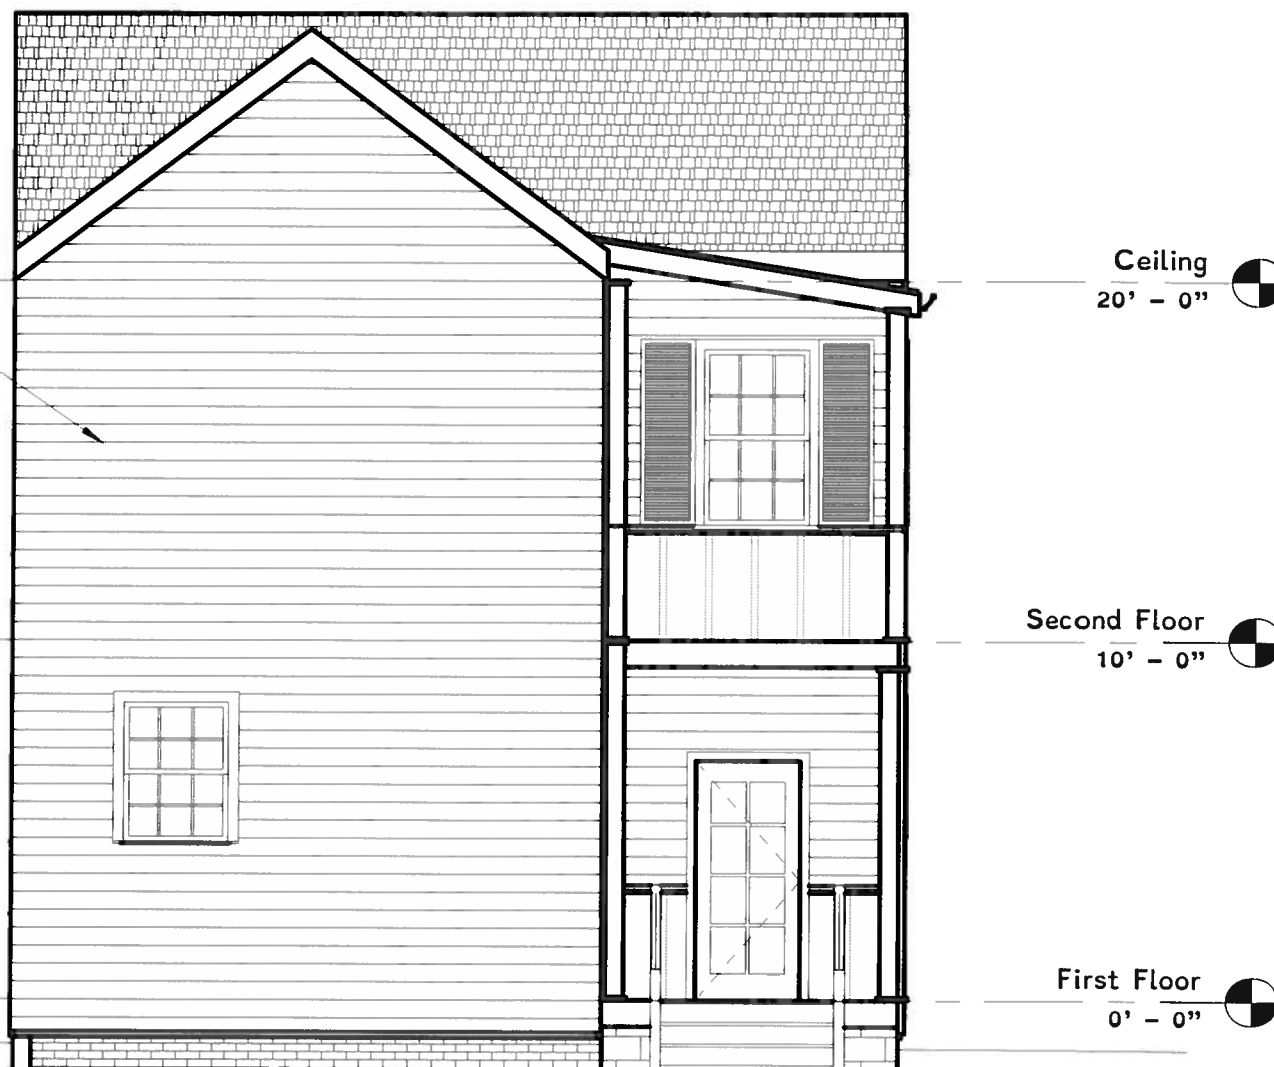 Ceiling
20' - 0"
Second Floor
10' - 0"
First Floor
0' - 0"